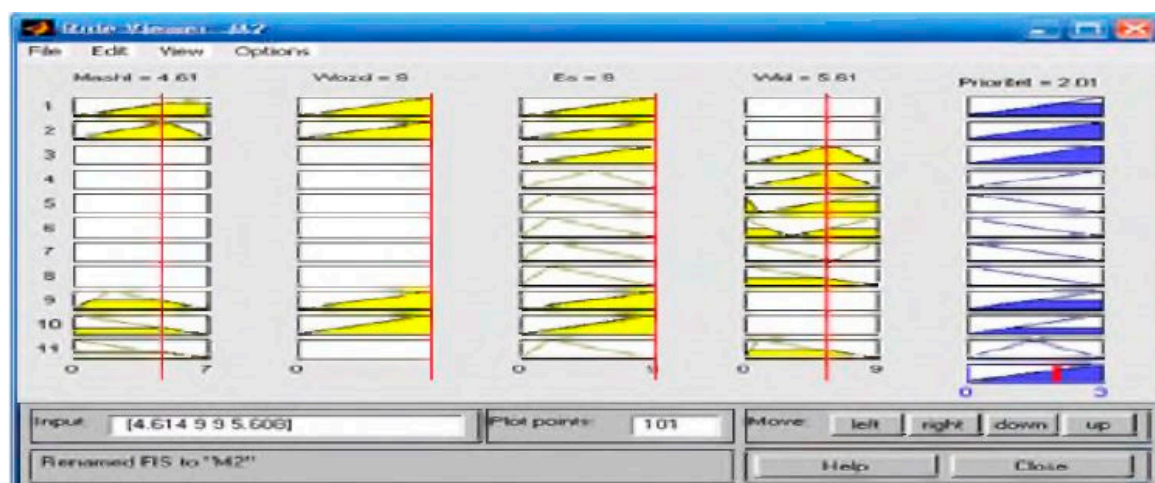 Rule Viewer: M2
File Edit View Options
Masht = 4.61 Wozd = 9 Es = 9 Wid = 5.61 Prioritet = 2.01
1
2
3
4
5
6
7
8
9
10
11
0 7 0 0 9 0 9
0 3
Input: [4.614 9 9 5.608] Plot points: 101 Move: left right down up
Renamed FIS to "M2" Help Close